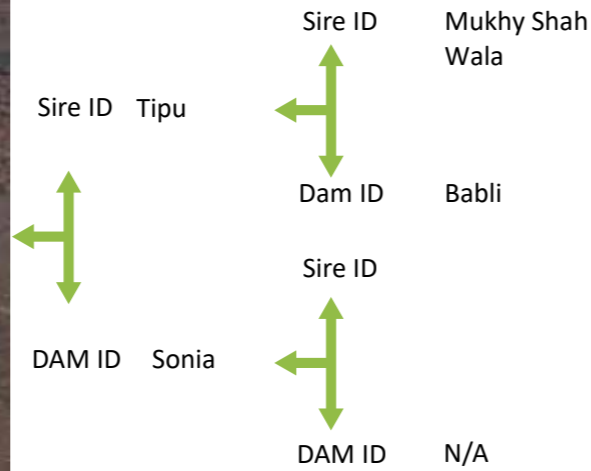 Sire ID Mukhy Shah
Wala
Sire ID Tipu
Dam ID Babli
Sire ID
DAM ID Sonia
DAM ID N/A